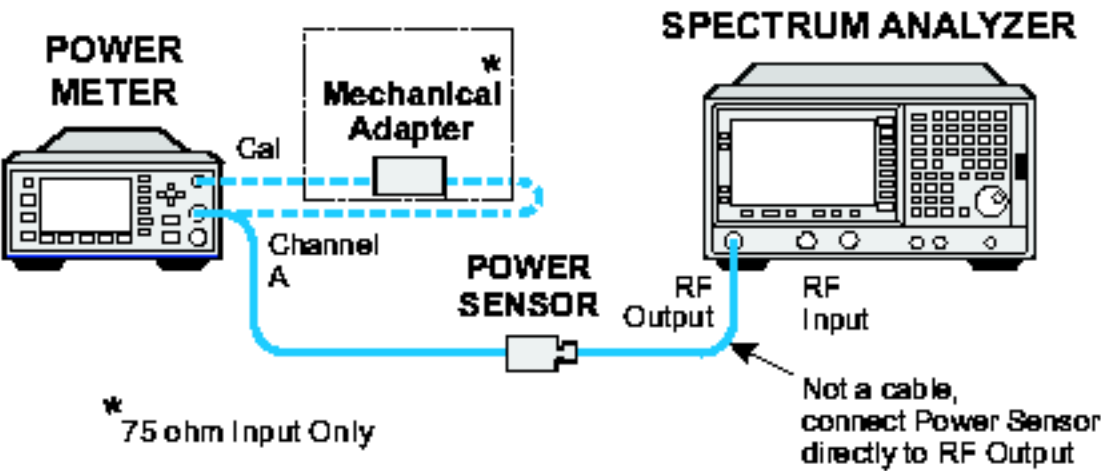 SPECTRUM ANALYZER
POWER
METER
*
Mechanical
Adapter
Cal
Channel
A
POWER
SENSOR
RF
Output
RF
Input
Not a cable,
connect Power Sensor
directly to RF Output
*
75 ohm Input Only